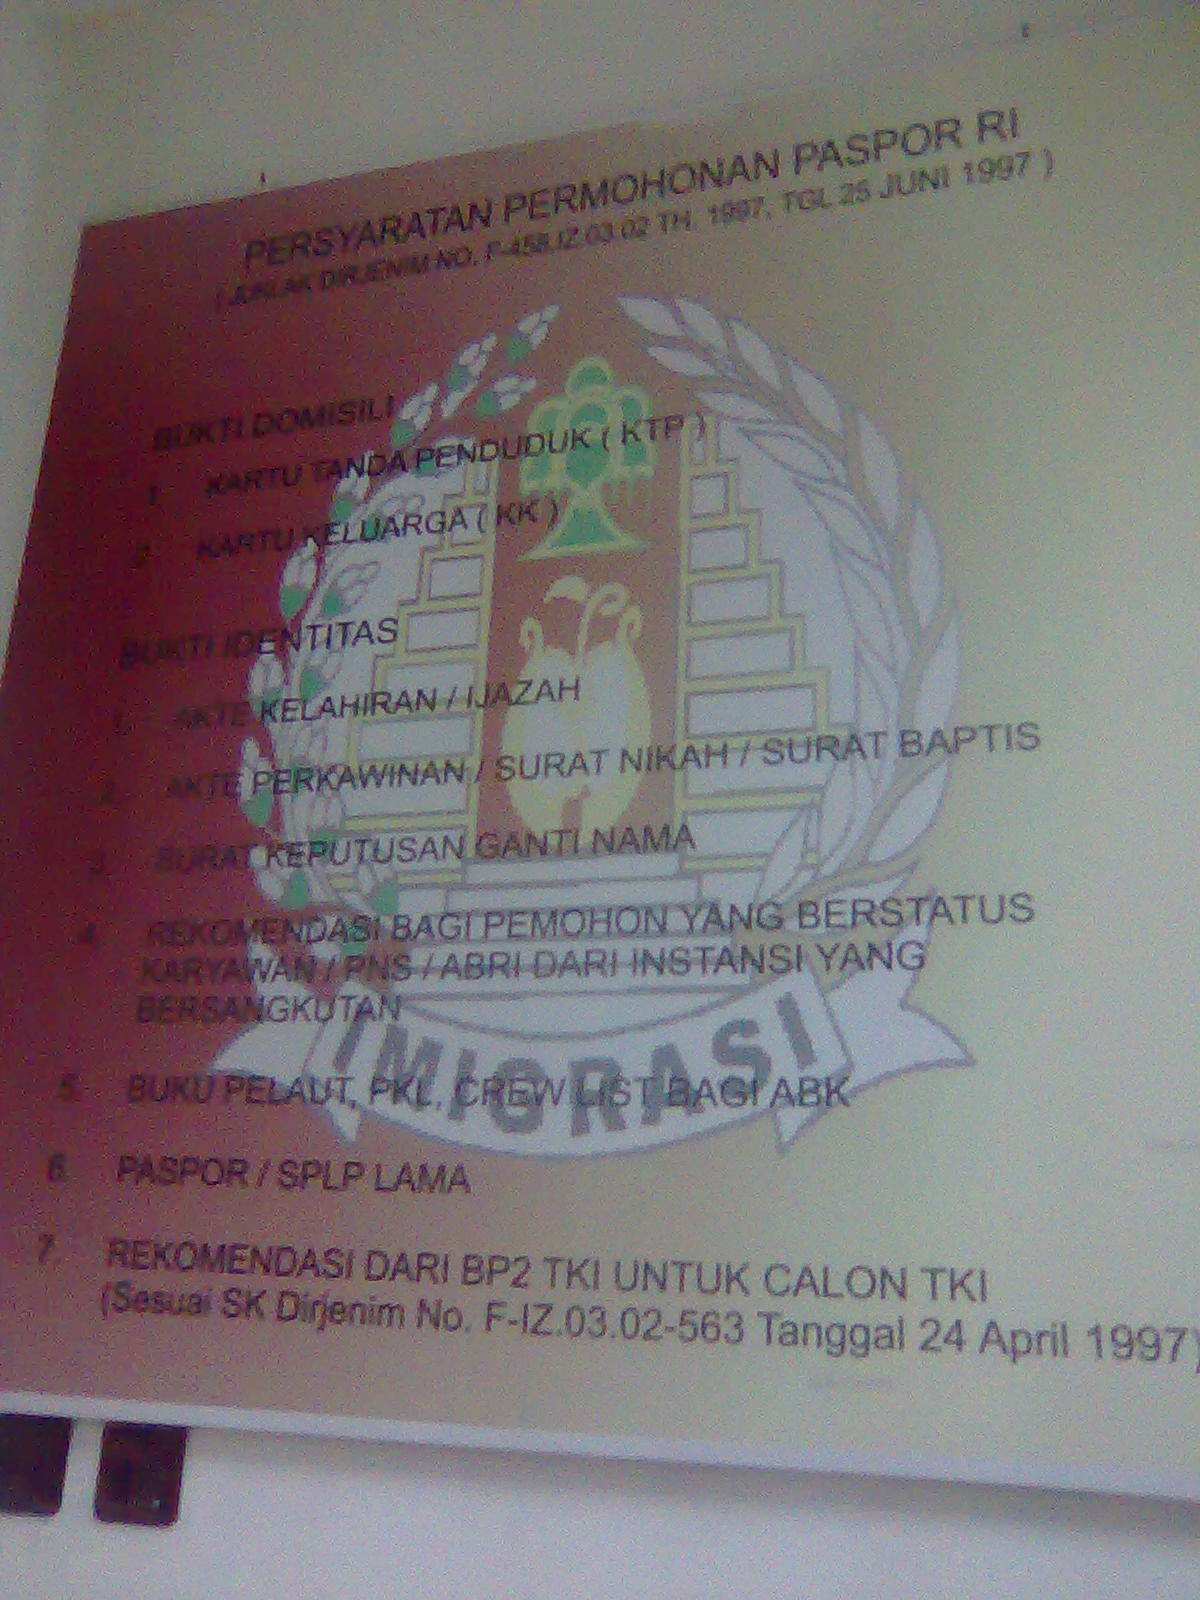 PERSYARATAN PERMOHONAN PASPOR RI
( JUKLAK DIRJENIM NO. F-458.IZ.03.02 TH. 1997, TGL 25 JUNI 1997 )
BUKTI DOMISILI
1. KARTU TANDA PENDUDUK ( KTP )
2. KARTU KELUARGA ( KK )
BUKTI IDENTITAS
1. AKTE KELAHIRAN / IJAZAH
2. AKTE PERKAWINAN / SURAT NIKAH / SURAT BAPTIS
3. SURAT KEPUTUSAN GANTI NAMA
4. REKOMENDASI BAGI PEMOHON YANG BERSTATUS
KARYAWAN / PNS / ABRI DARI INSTANSI YANG
BERSANGKUTAN
IMIGRASI
5. BUKU PELAUT, PKL, CREW LIST BAGI ABK
6. PASPOR / SPLP LAMA
7. REKOMENDASI DARI BP2 TKI UNTUK CALON TKI
(Sesuai SK Dirjenim No. F-IZ.03.02-563 Tanggal 24 April 1997)